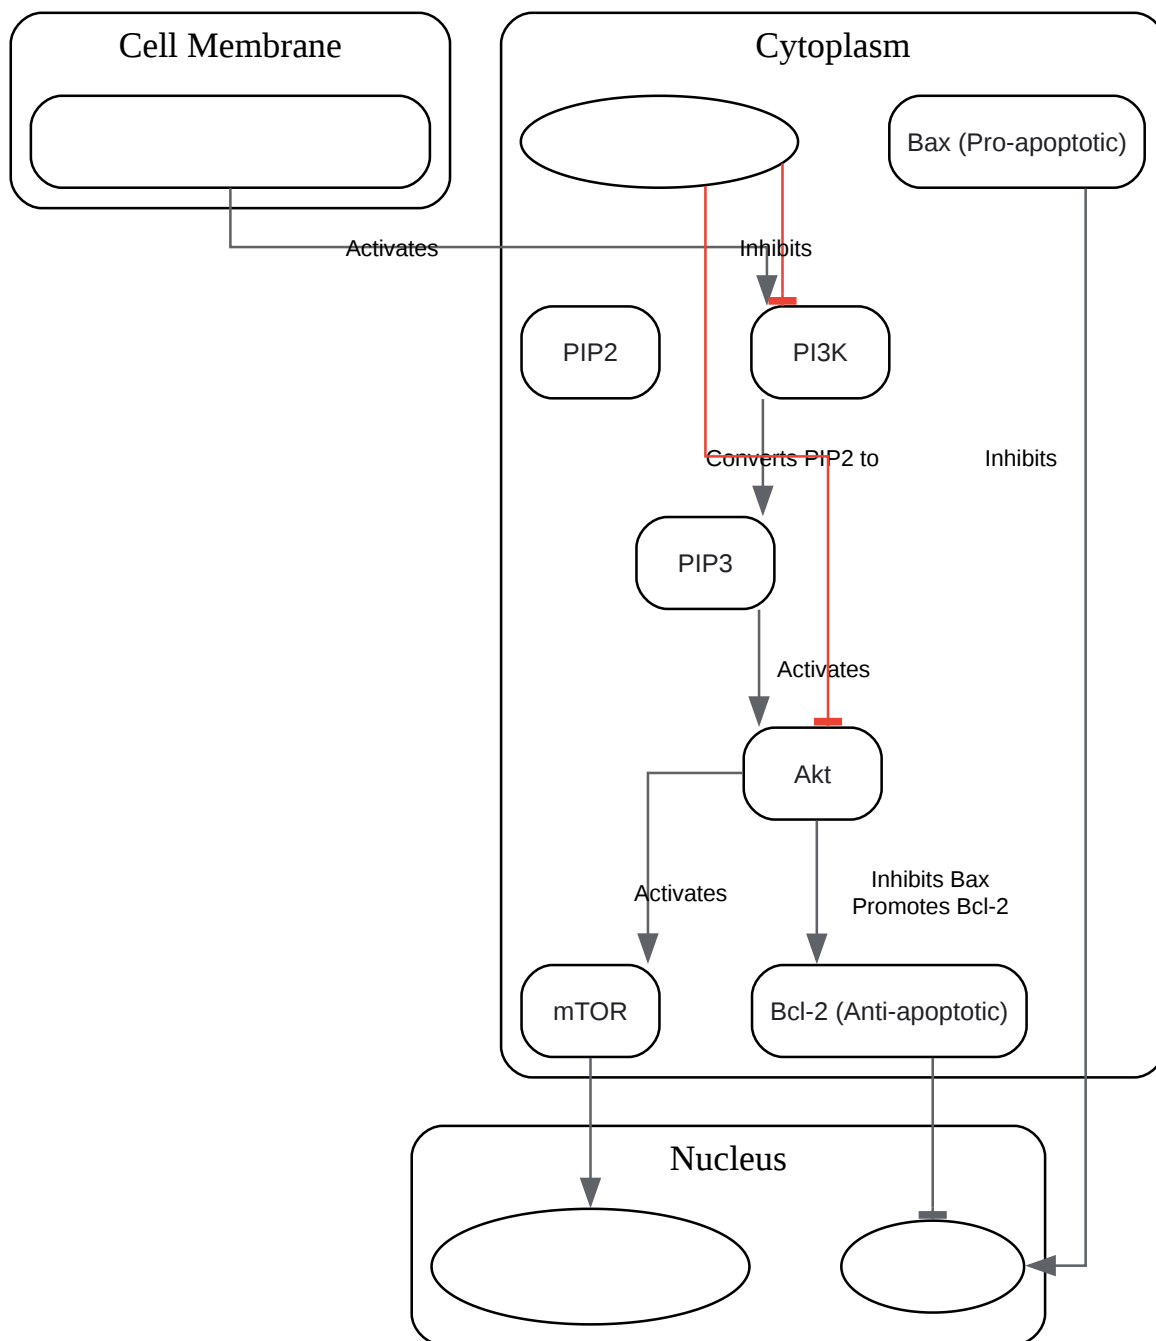 Cell Membrane
Cytoplasm
Bax (Pro-apoptotic)
Activates
Inhibits
PIP2
PI3K
Converts PIP2 to
Inhibits
PIP3
Activates
Akt
Inhibits Bax
Promotes Bcl-2
Activates
mTOR
Bcl-2 (Anti-apoptotic)
Nucleus